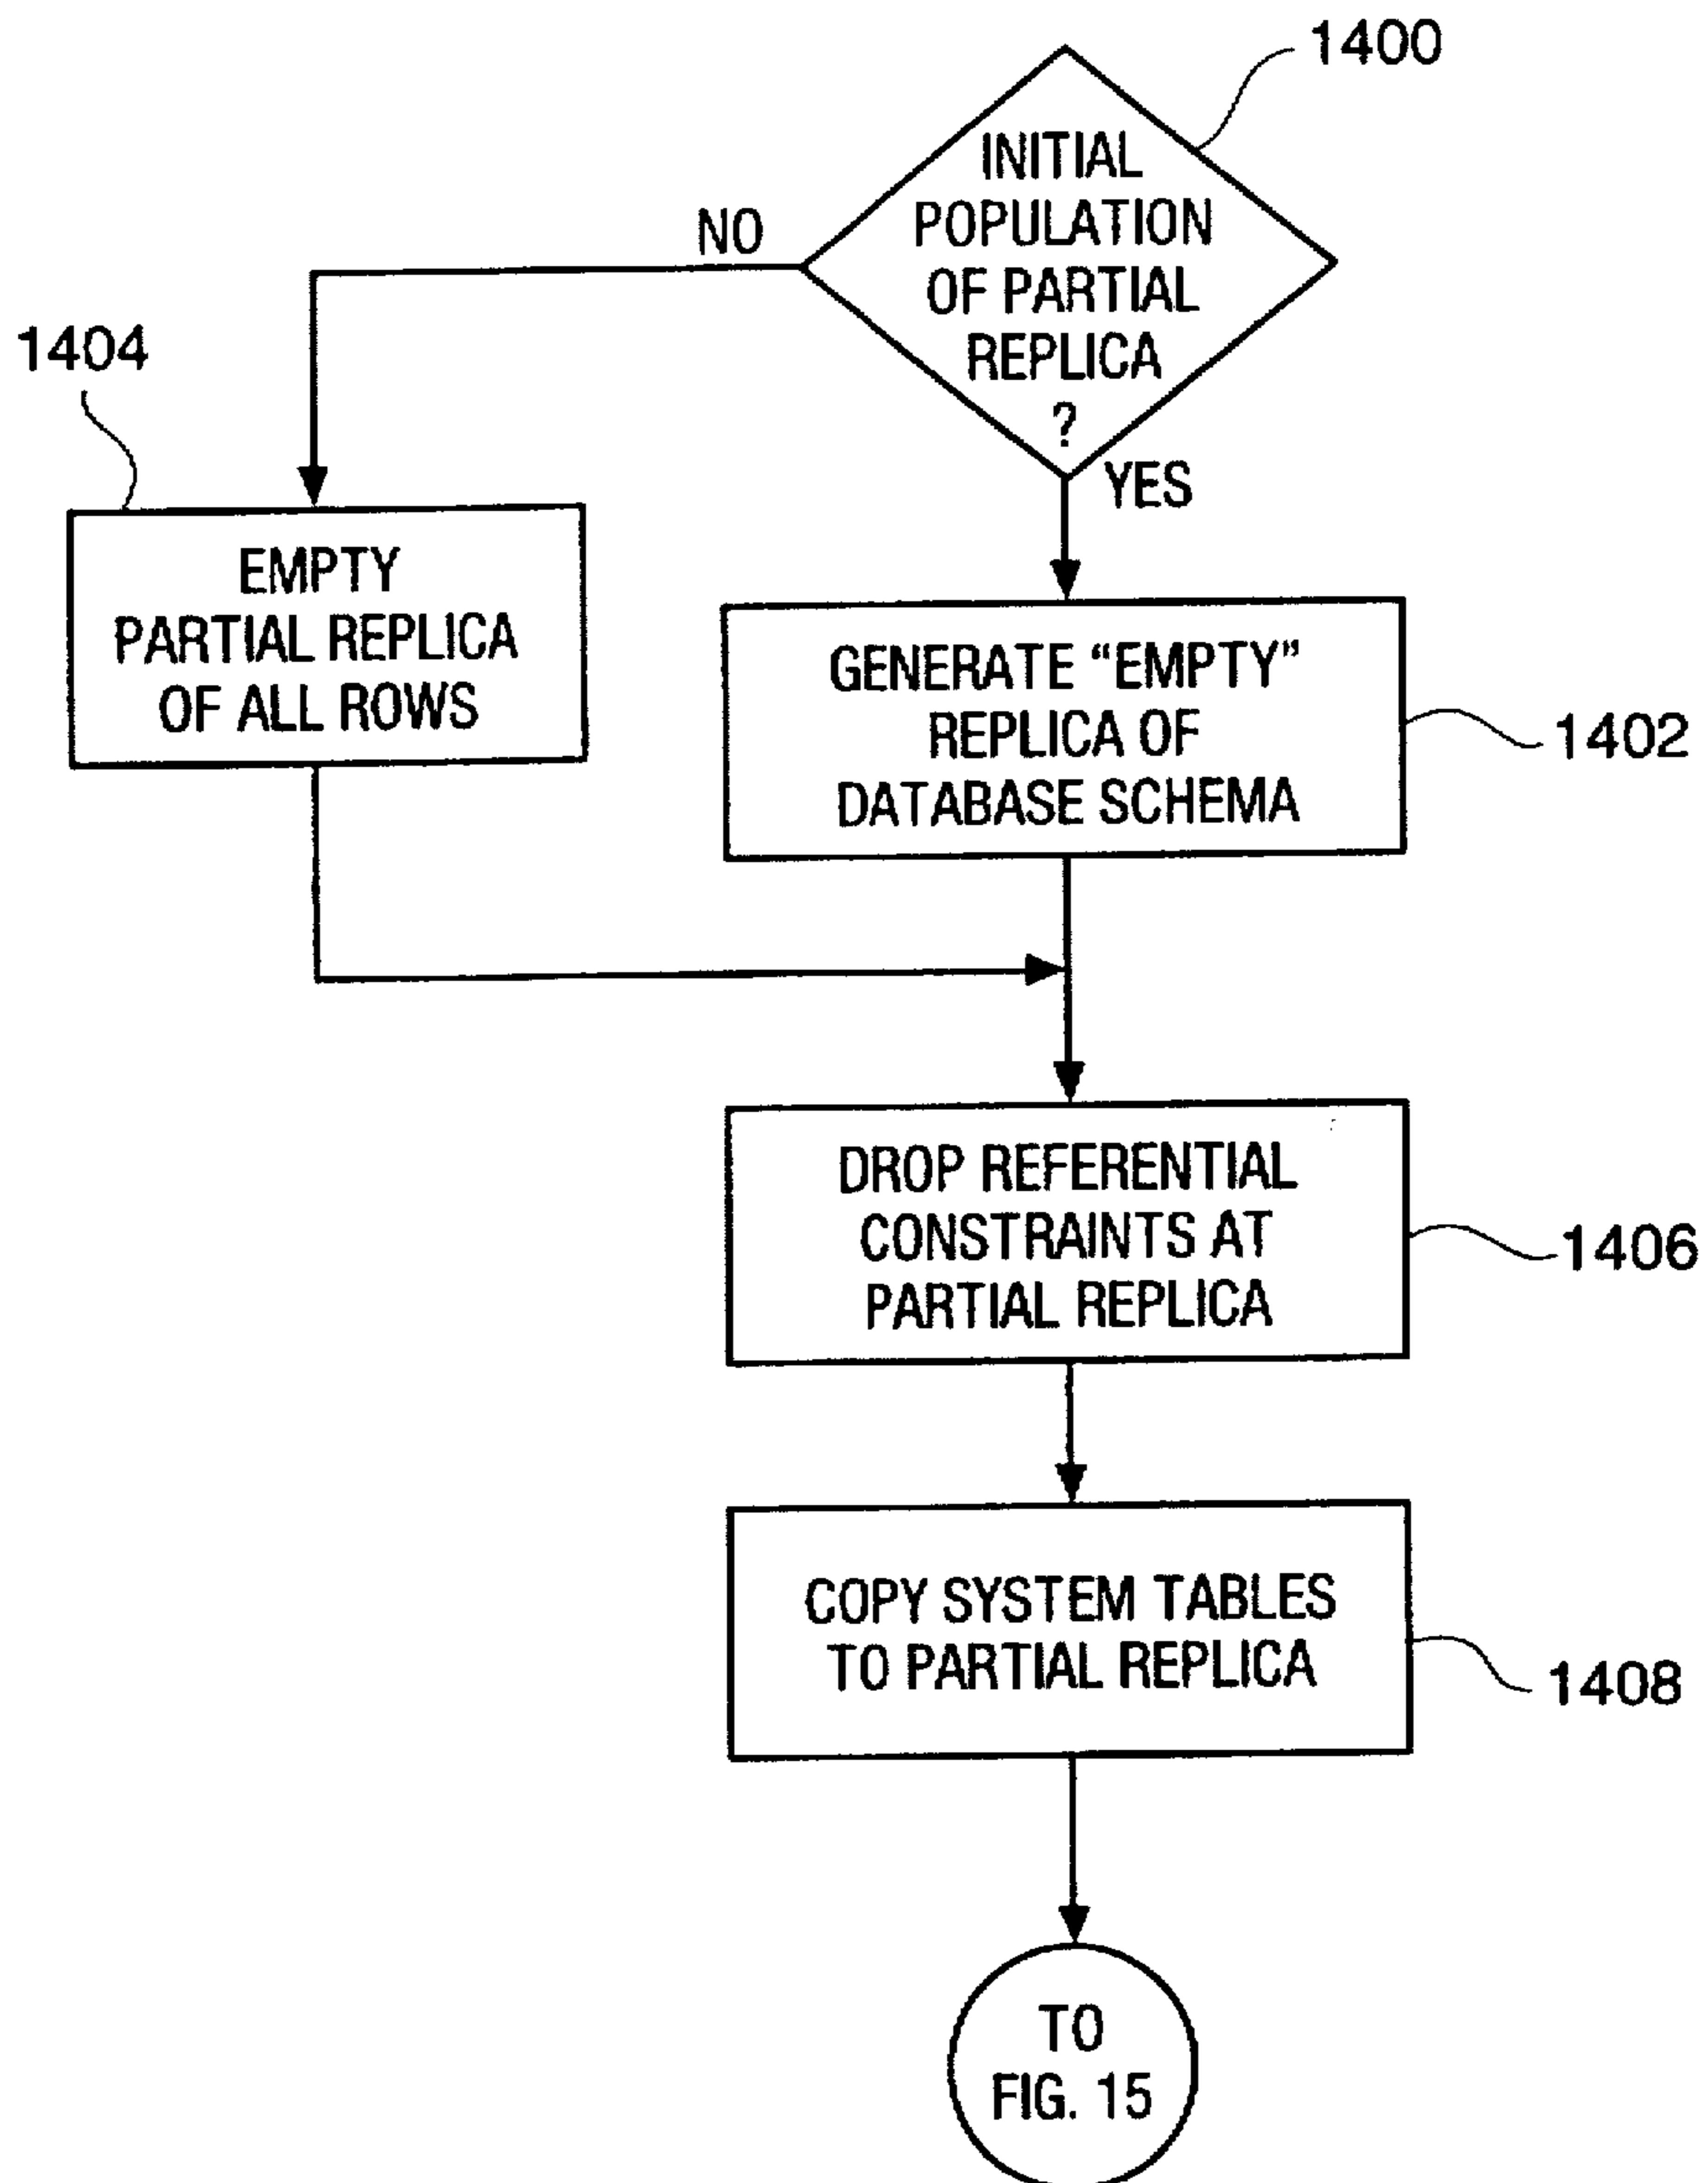 1400
INITIAL
POPULATION
OF PARTIAL
REPLICA
?
NO
YES
1404
EMPTY
PARTIAL REPLICA
OF ALL ROWS
GENERATE “EMPTY”
REPLICA OF
DATABASE SCHEMA
1402
DROP REFERENTIAL
CONSTRAINTS AT
PARTIAL REPLICA
1406
COPY SYSTEM TABLES
TO PARTIAL REPLICA
1408
TO
FIG. 15